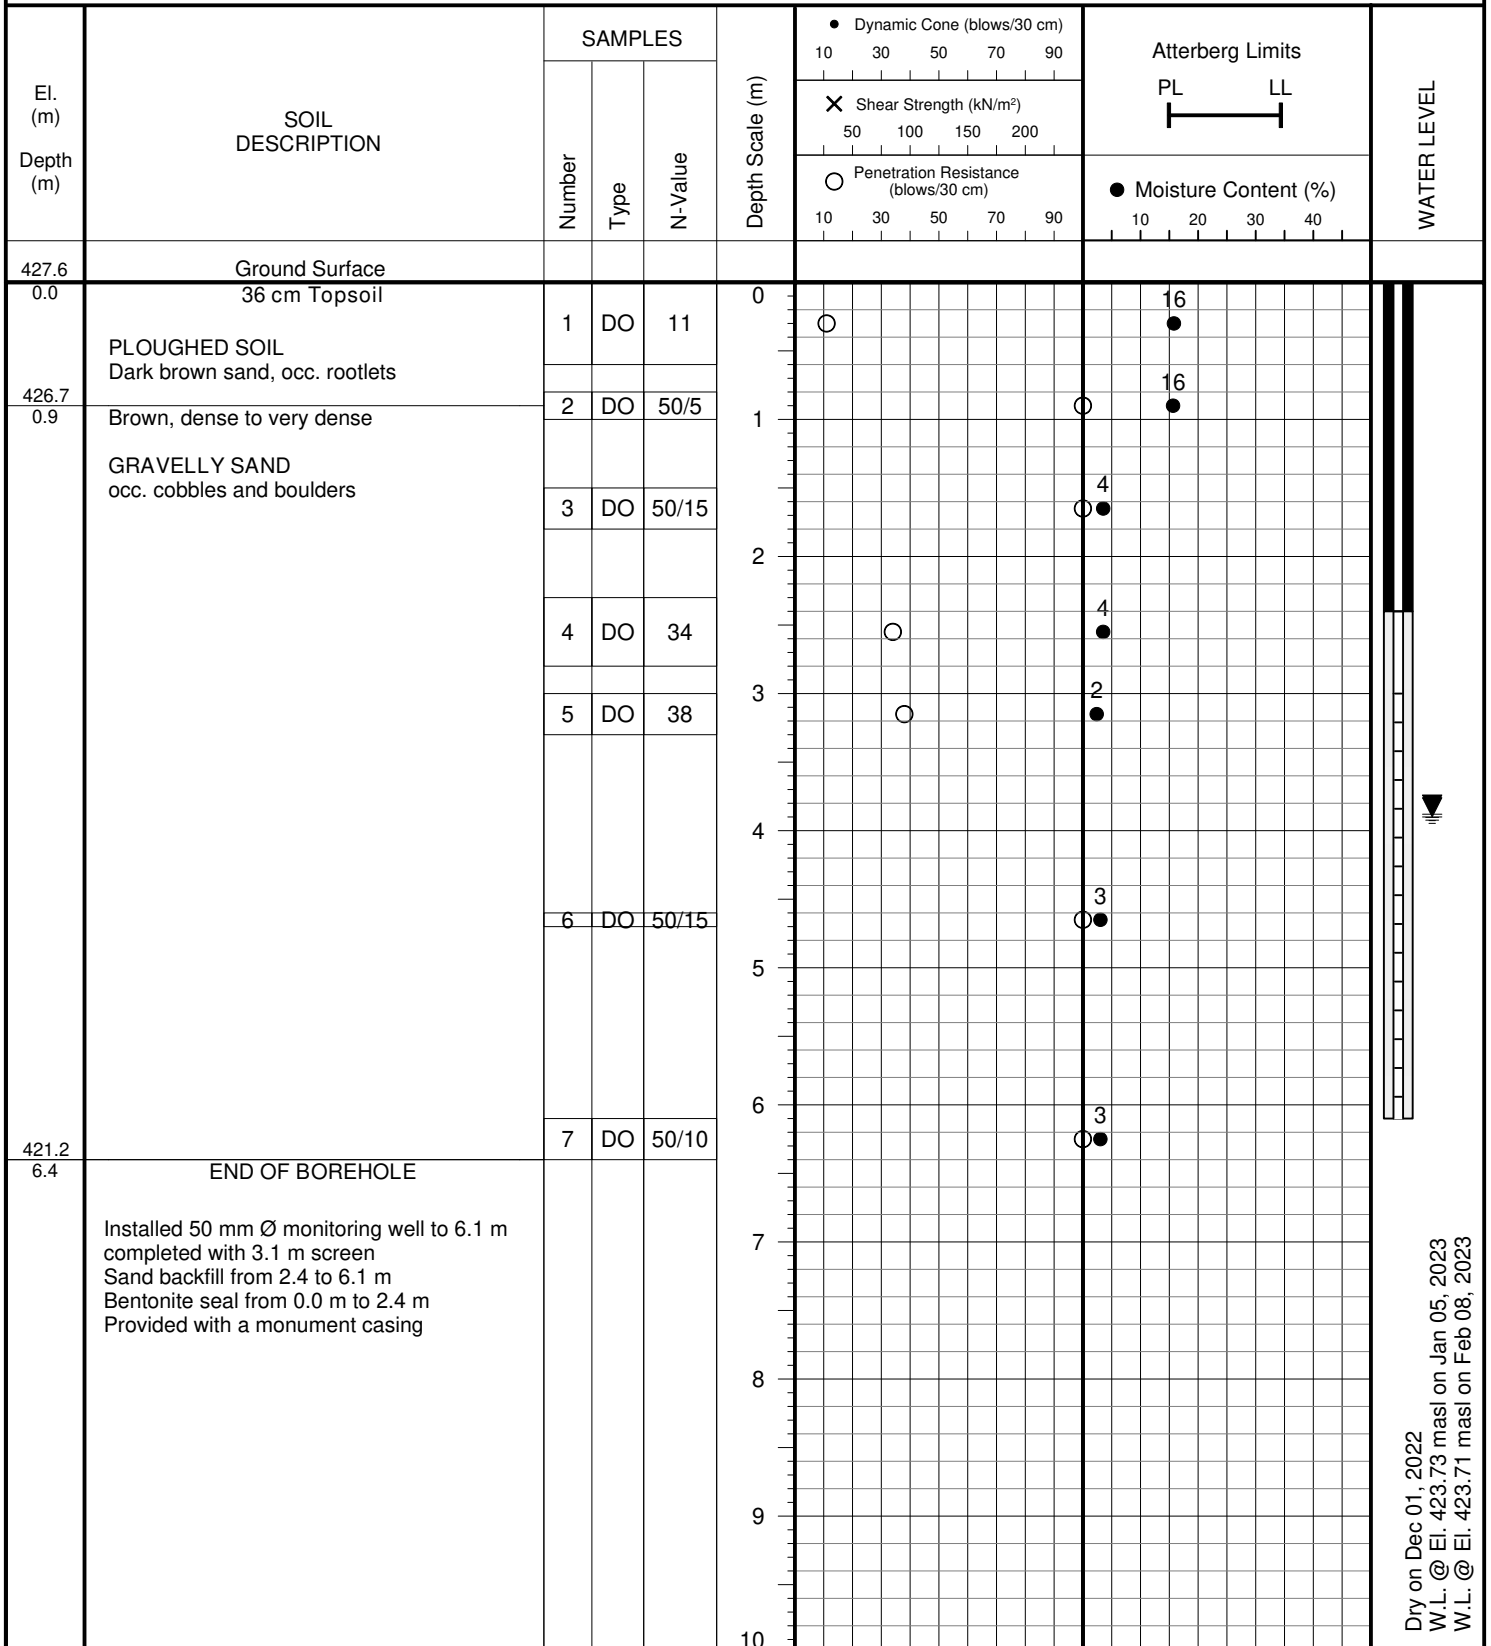 El.
(m)
Depth
(m)
SOIL
DESCRIPTION
SAMPLES
Number
Type
N-Value
Depth Scale (m)
Dynamic Cone (blows/30 cm)
10 30 50 70 90
Shear Strength (kN/m²)
50 100 150 200
Penetration Resistance
(blows/30 cm)
10 30 50 70 90
Atterberg Limits
PL LL
Moisture Content (%)
10 20 30 40
WATER LEVEL
427.6 Ground Surface
0.0 36 cm Topsoil 0
16
1 DO 11
PLOUGHED SOIL
Dark brown sand, occ. rootlets
16
426.7
2 DO 50/5
0.9 Brown, dense to very dense 1
GRAVELLY SAND
occ. cobbles and boulders
4
3 DO 50/15
2
4
4 DO 34
2
3
5 DO 38
4
3
6 DO 50/15
5
6
3
7 DO 50/10
421.2
6.4 END OF BOREHOLE
Installed 50 mm Ø monitoring well to 6.1 m
completed with 3.1 m screen
Sand backfill from 2.4 to 6.1 m
Bentonite seal from 0.0 m to 2.4 m
Provided with a monument casing
7
8
9
10
Dry on Dec 01, 2022
W.L. @ El. 423.73 masl on Jan 05, 2023
W.L. @ El. 423.71 masl on Feb 08, 2023